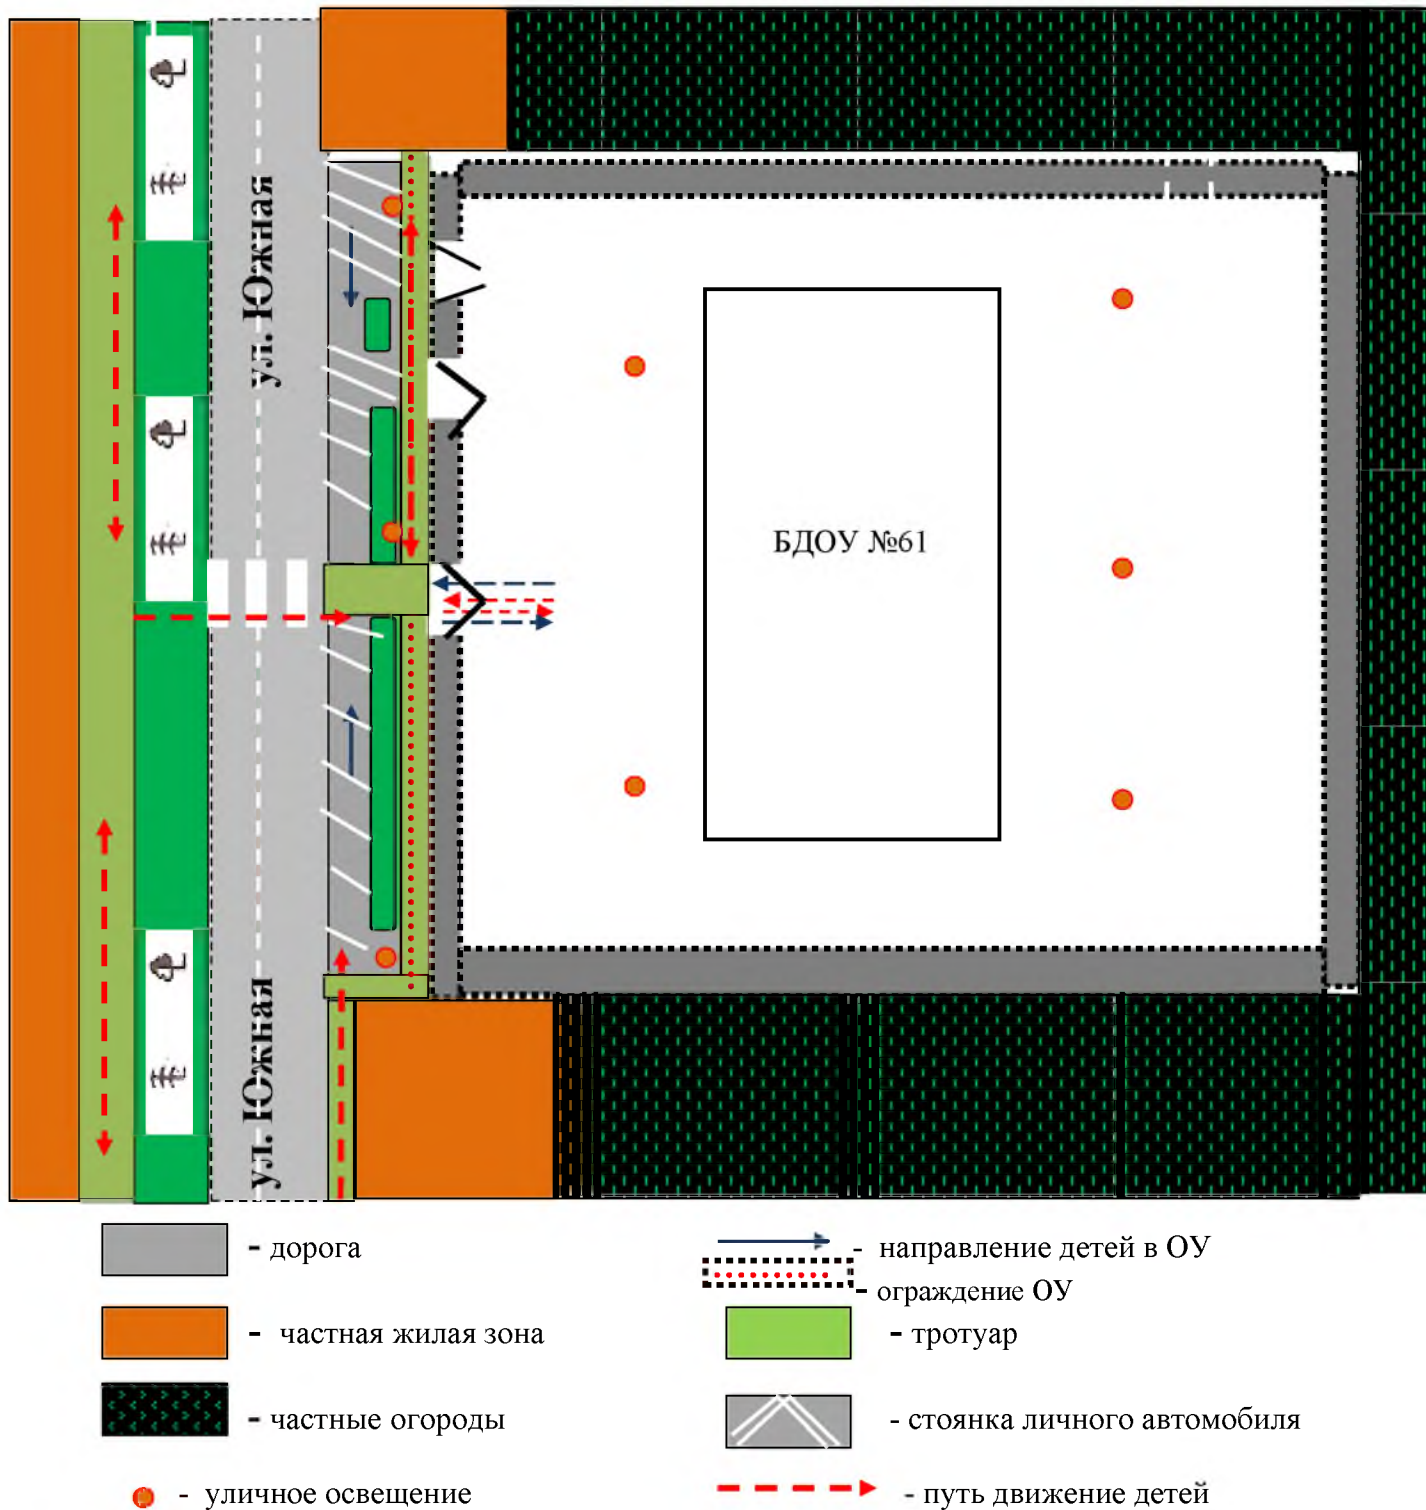 ул. Южная
БДОУ №61
ул. Южная
- дорога
- направление детей в ОУ
- ограждение ОУ
- частная жилая зона
- тротуар
- частные огороды
- стоянка личного автомобиля
- уличное освещение
- путь движение детей